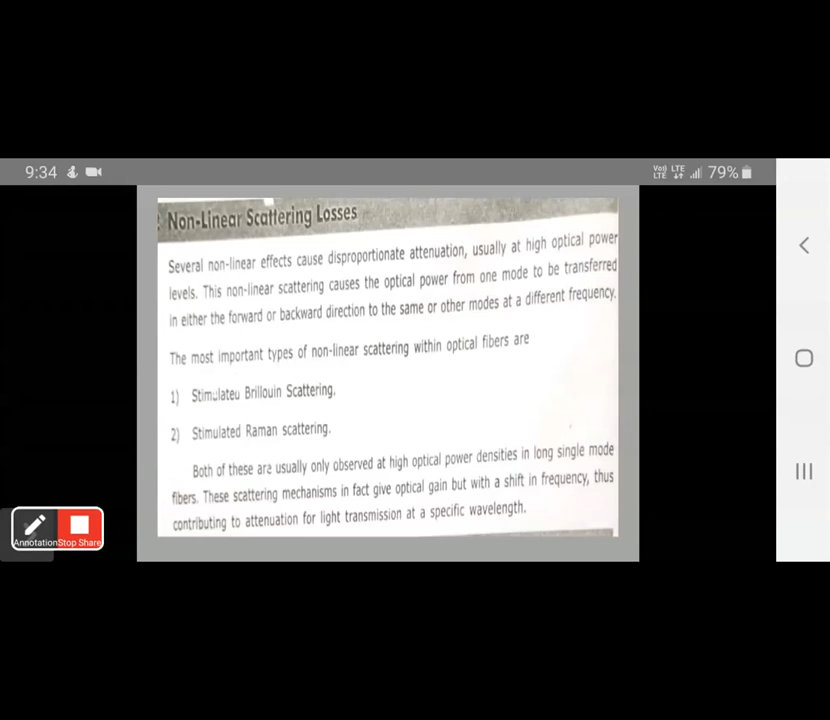 9:34 Vo) LTE LTE 79%
Non-Linear Scattering Losses
Several non-linear effects cause disproportionate attenuation, usually at high optical power
levels. This non-linear scattering causes the optical power from one mode to be transferred
in either the forward or backward direction to the same or other modes at a different frequency.
The most important types of non-linear scattering within optical fibers are
1) Stimulated Brillouin Scattering.
2) Stimulated Raman scattering.
Both of these are usually only observed at high optical power densities in long single mode
fibers. These scattering mechanisms in fact give optical gain but with a shift in frequency, thus
contributing to attenuation for light transmission at a specific wavelength.
Annotation Stop Share